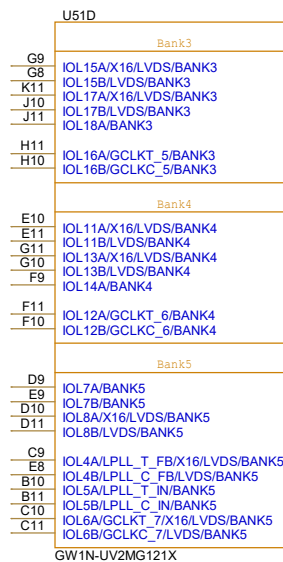 U51D
Bank3
G9 IOL15A/X16/LVDS/BANK3
G8 IOL15B/LVDS/BANK3
K11 IOL17A/X16/LVDS/BANK3
J10 IOL17B/LVDS/BANK3
J11 IOL18A/BANK3
H11 IOL16A/GCLKT_5/BANK3
H10 IOL16B/GCLKC_5/BANK3
Bank4
E10 IOL11A/X16/LVDS/BANK4
E11 IOL11B/LVDS/BANK4
G11 IOL13A/X16/LVDS/BANK4
G10 IOL13B/LVDS/BANK4
F9 IOL14A/BANK4
F11 IOL12A/GCLKT_6/BANK4
F10 IOL12B/GCLKC_6/BANK4
Bank5
D9 IOL7A/BANK5
E9 IOL7B/BANK5
D10 IOL8A/X16/LVDS/BANK5
D11 IOL8B/LVDS/BANK5
C9 IOL4A/LPLL_T_FB/X16/LVDS/BANK5
E8 IOL4B/LPLL_C_FB/LVDS/BANK5
B10 IOL5A/LPLL_T_IN/BANK5
B11 IOL5B/LPLL_C_IN/BANK5
C10 IOL6A/GCLKT_7/X16/LVDS/BANK5
C11 IOL6B/GCLKC_7/LVDS/BANK5
GW1N-UV2MG121X